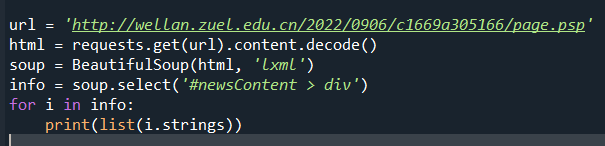 url = 'http://wellan.zuel.edu.cn/2022/0906/c1669a305166/page.psp'
html = requests.get(url).content.decode()
soup = BeautifulSoup(html, 'lxml')
info = soup.select('#newsContent > div')
for i in info:
    print(list(i.strings))